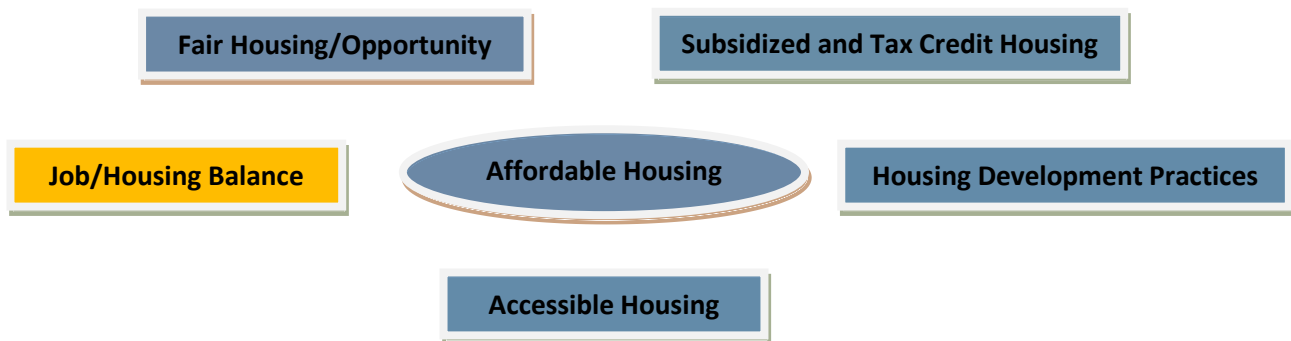 Fair Housing/Opportunity
Subsidized and Tax Credit Housing
Job/Housing Balance
Affordable Housing
Housing Development Practices
Accessible Housing